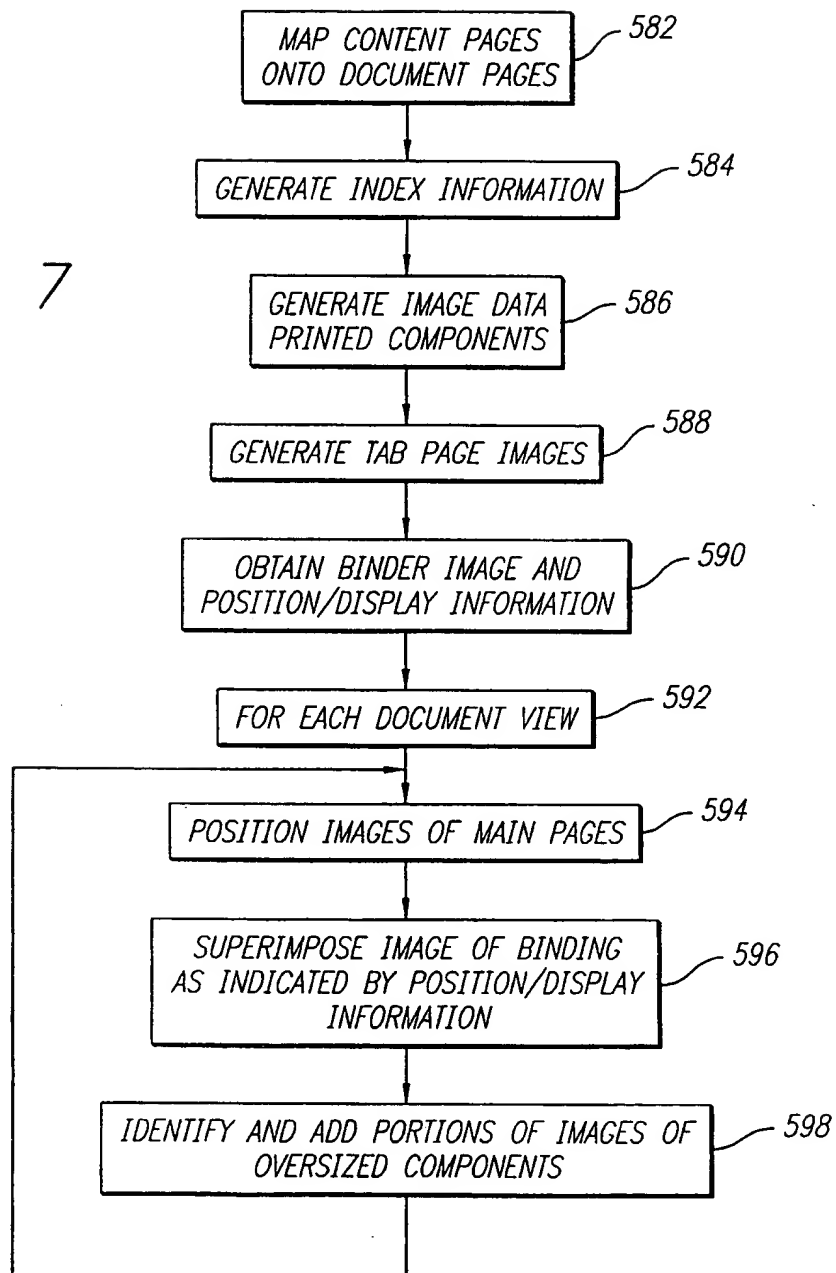 MAP CONTENT PAGES
ONTO DOCUMENT PAGES
582
GENERATE INDEX INFORMATION
584
7
GENERATE IMAGE DATA
PRINTED COMPONENTS
586
GENERATE TAB PAGE IMAGES
588
OBTAIN BINDER IMAGE AND
POSITION/DISPLAY INFORMATION
590
FOR EACH DOCUMENT VIEW
592
POSITION IMAGES OF MAIN PAGES
594
SUPERIMPOSE IMAGE OF BINDING
AS INDICATED BY POSITION/DISPLAY
INFORMATION
596
IDENTIFY AND ADD PORTIONS OF IMAGES OF
OVERSIZED COMPONENTS
598